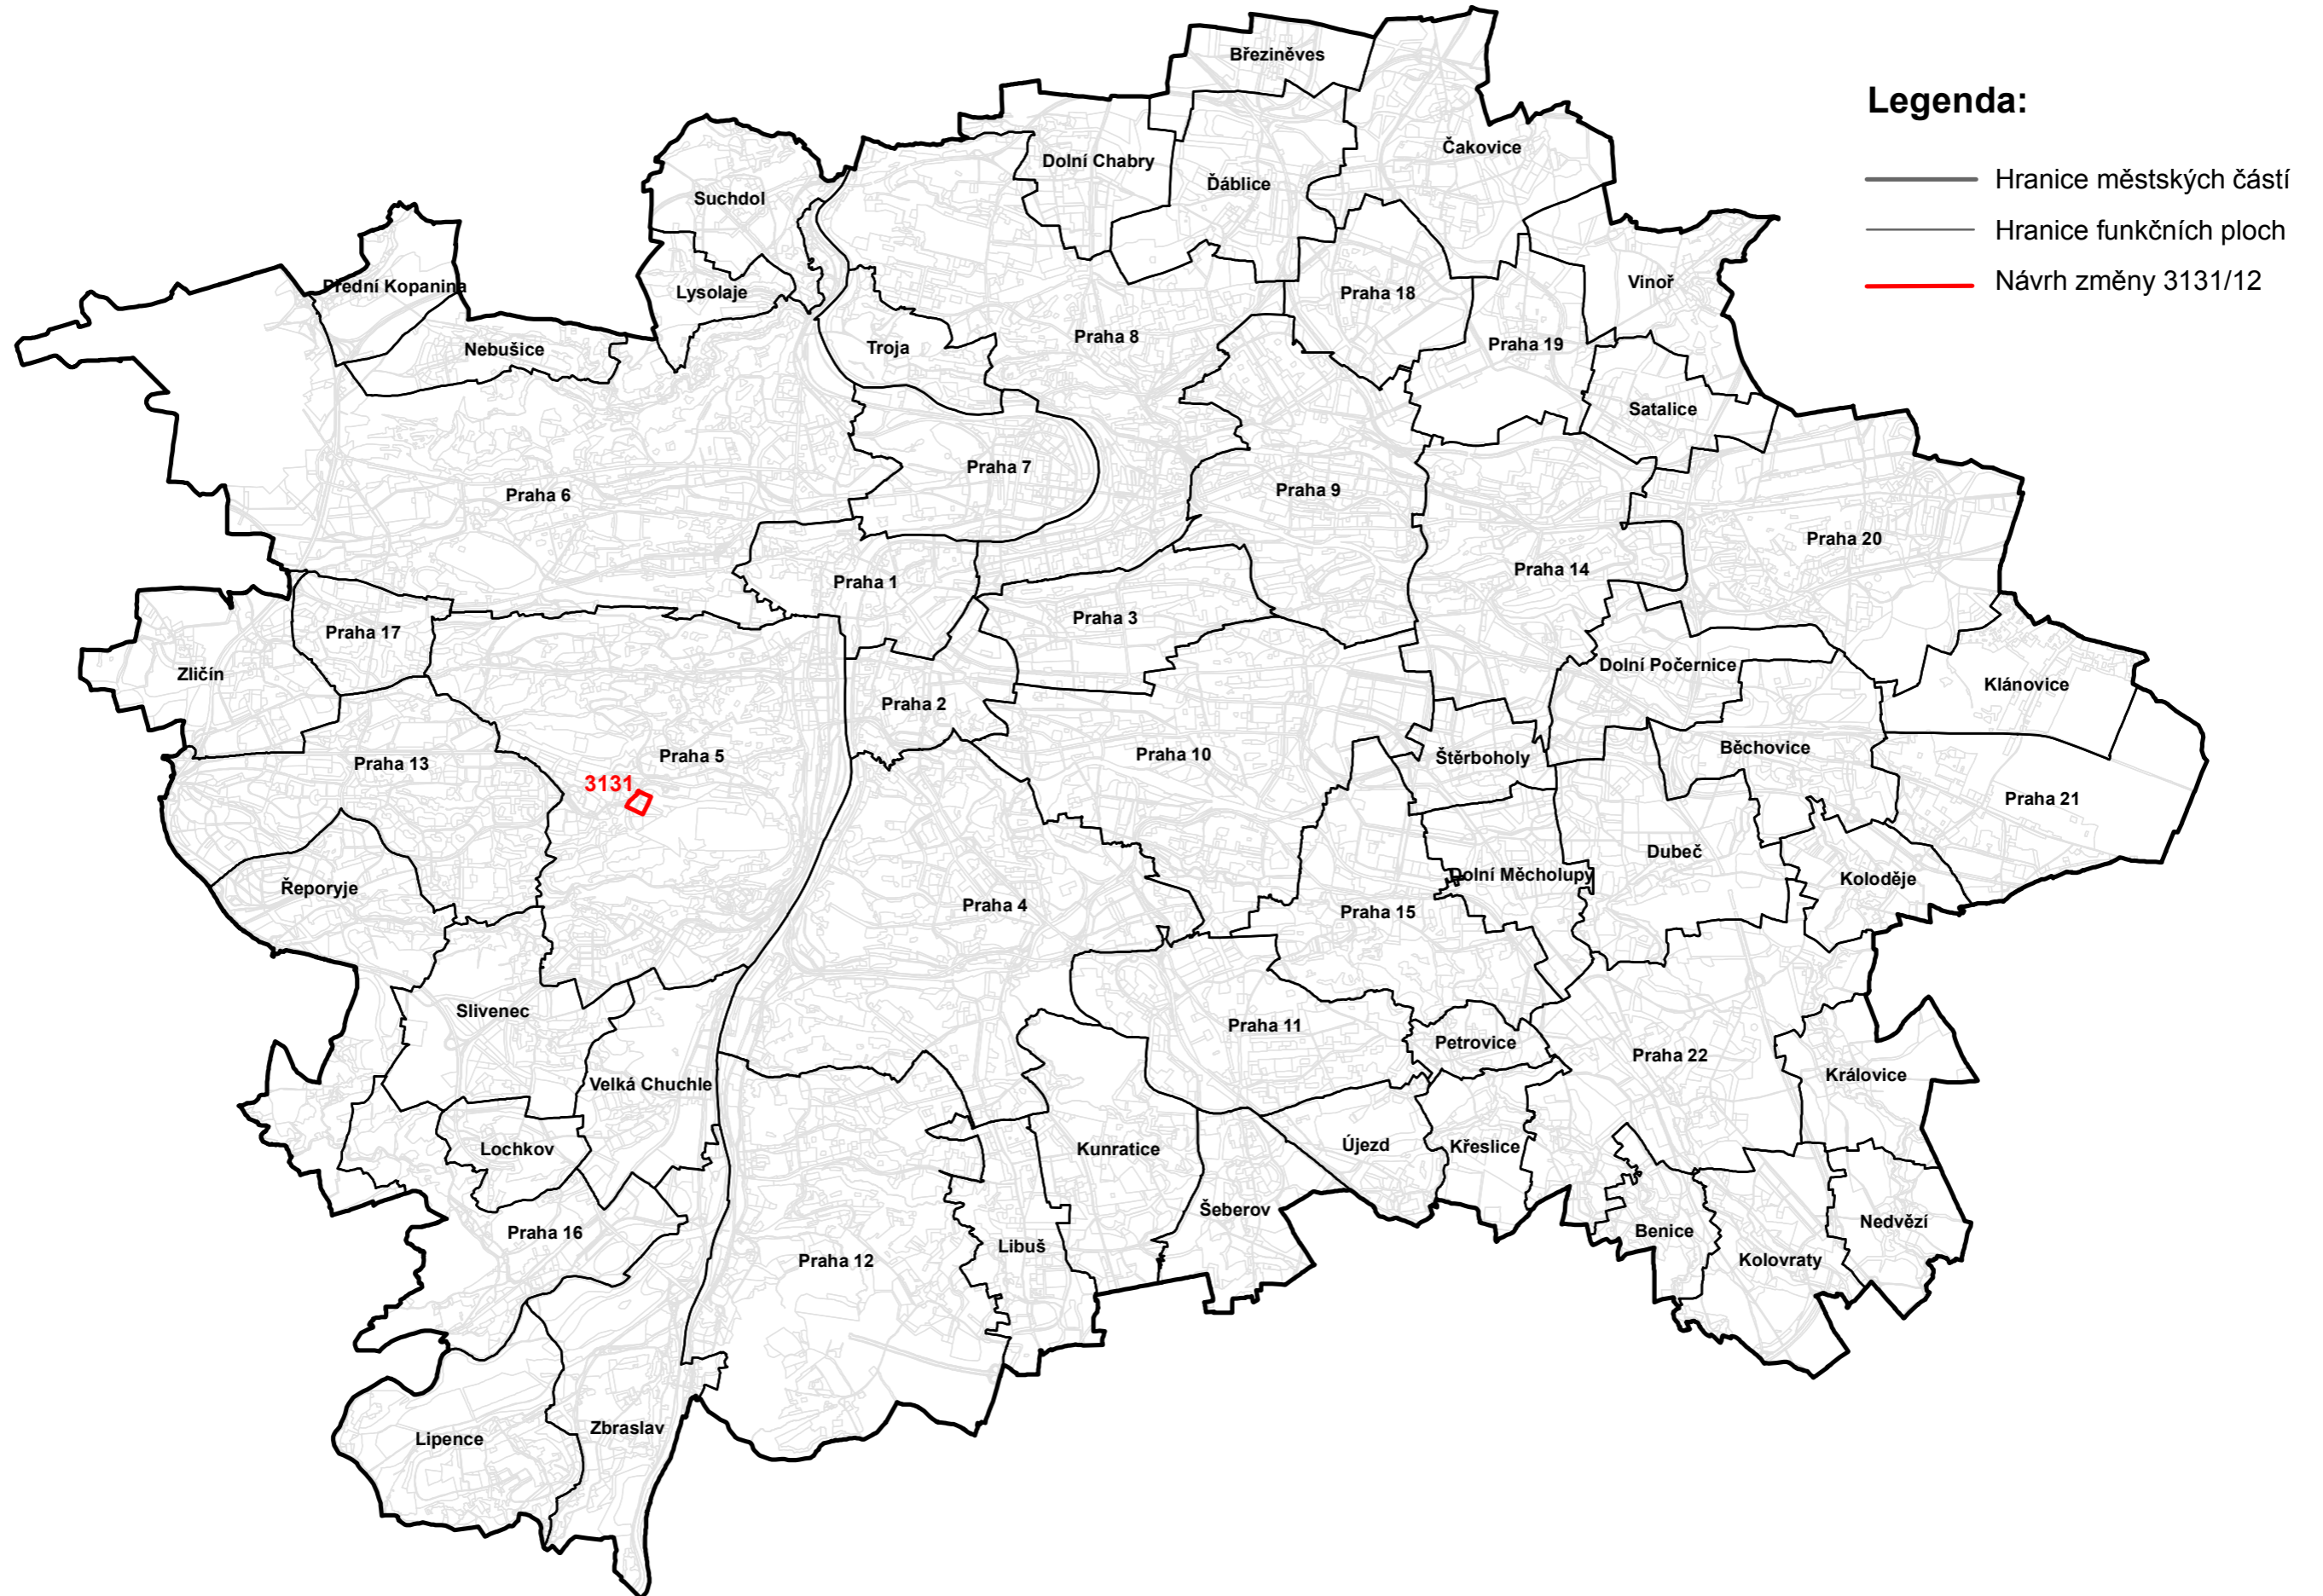 Březiněves
Legenda:
Čakovice
Dolní Chabry
Hranice městských částí
Ďáblice
Suchdol
Hranice funkčních ploch
Vinoř
Návrh změny 3131/12
Přední Kopanina
Lysolaje
Praha 18
Praha 8
Praha 19
Troja
Nebušice
Satalice
Praha 7
Praha 9
Praha 6
Praha 20
Praha 14
Praha 1
Praha 3
Praha 17
Dolní Počernice
Zličín
Klánovice
Praha 2
Běchovice
Praha 5
Praha 10
Štěrboholy
Praha 13
3131
Praha 21
Dubeč
Dolní Měcholupy
Koloděje
Řeporyje
Praha 4
Praha 15
Slivenec
Praha 11
Petrovice
Praha 22
Královice
Velká Chuchle
Lochkov
Kunratice
Újezd
Křeslice
Šeberov
Nedvězí
Praha 16
Benice
Libuš
Praha 12
Kolovraty
Zbraslav
Lipence